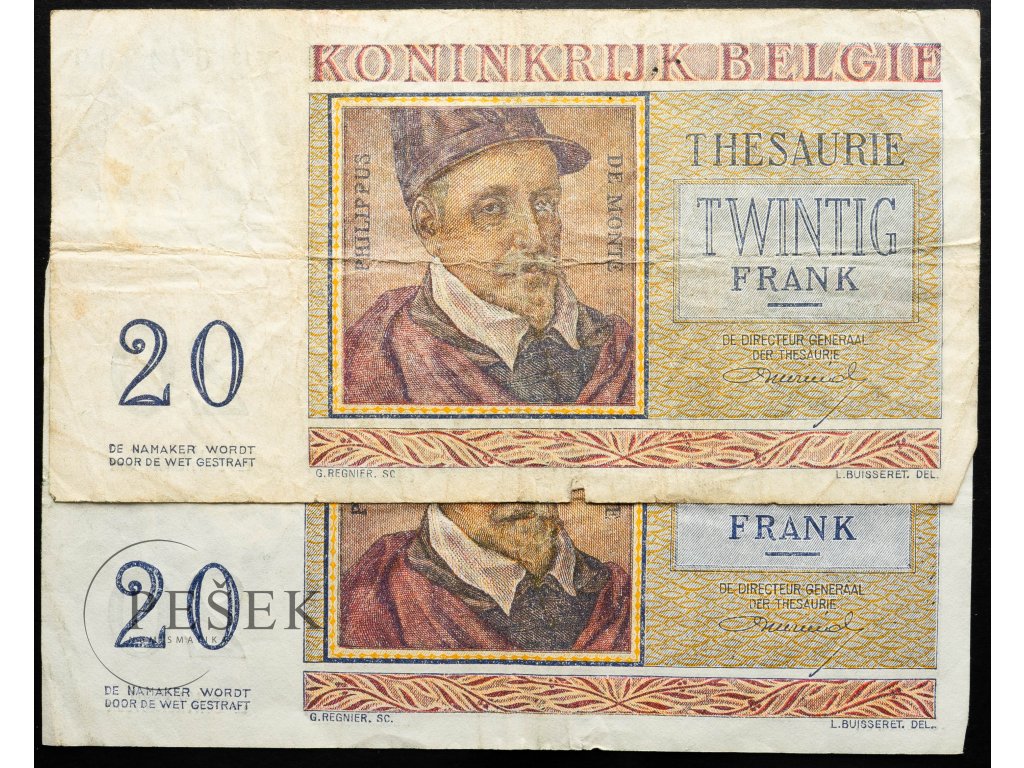 KONINKRIJK BELGIE
PHILIPPUS
DE MONTE
THESAURIE
TWINTIG
FRANK
DE DIRECTEUR GENERAAL
DER THESAURIE
20
DE NAMAKER WORDT
DOOR DE WET GESTRAFT
G. REGNIER. SC.
L. BUISSERET. DEL.
FRANK
DE DIRECTEUR GENERAAL
DER THESAURIE
20
PEŠEK
DE NAMAKER WORDT
DOOR DE WET GESTRAFT
G. REGNIER. SC.
L. BUISSERET. DEL.